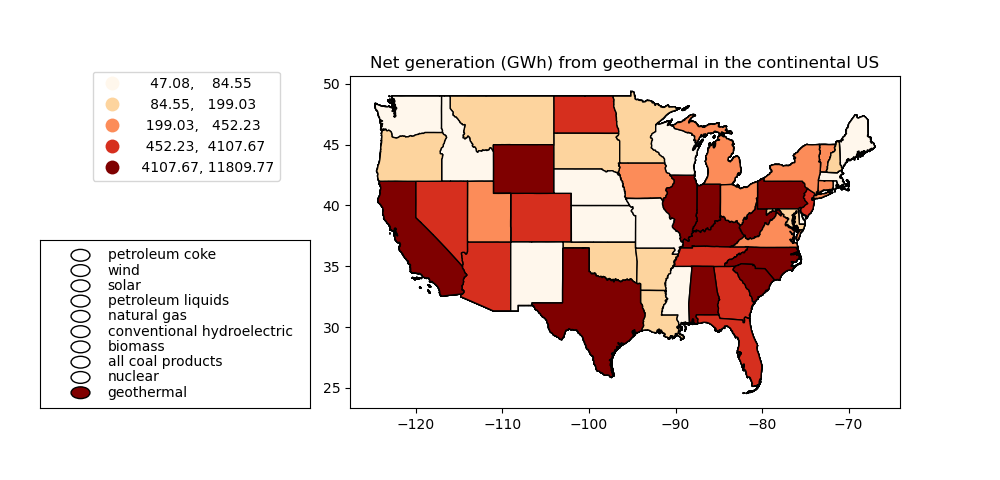 Net generation (GWh) from geothermal in the continental US
47.08, 84.55
84.55, 199.03
199.03, 452.23
452.23, 4107.67
4107.67, 11809.77
petroleum coke
wind
solar
petroleum liquids
natural gas
conventional hydroelectric
biomass
all coal products
nuclear
geothermal
50
45
40
35
30
25
−120 −110 −100 −90 −80 −70